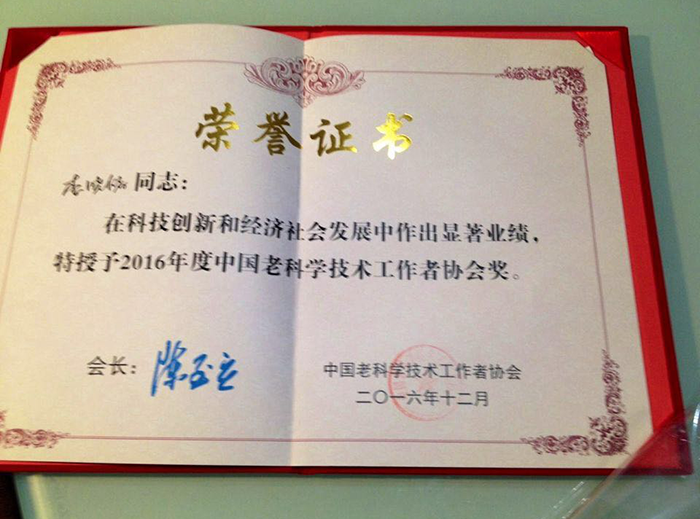 荣誉证书
同志：
在科技创新和经济社会发展中作出显著业绩，
特授予2016年度中国老科学技术工作者协会奖。
会长：陈至立
中国老科学技术工作者协会
二〇一六年十二月